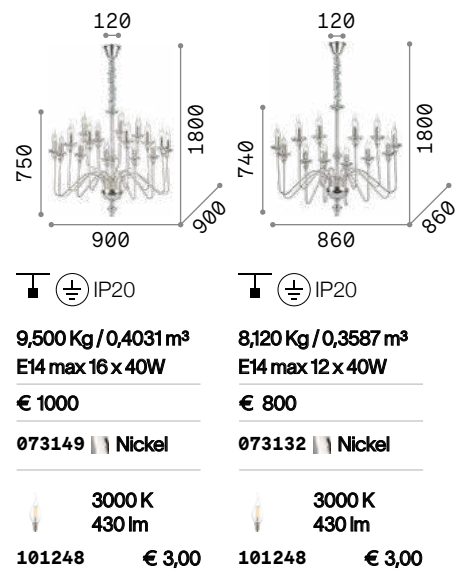 120
750
1800
900
900
IP20
9,500 Kg / 0,4031 m³
E14 max 16 x 40W
€ 1000
073149 Nickel
3000 K
430 lm
101248 € 3,00
120
740
1800
860
860
IP20
8,120 Kg / 0,3587 m³
E14 max 12 x 40W
€ 800
073132 Nickel
3000 K
430 lm
101248 € 3,00